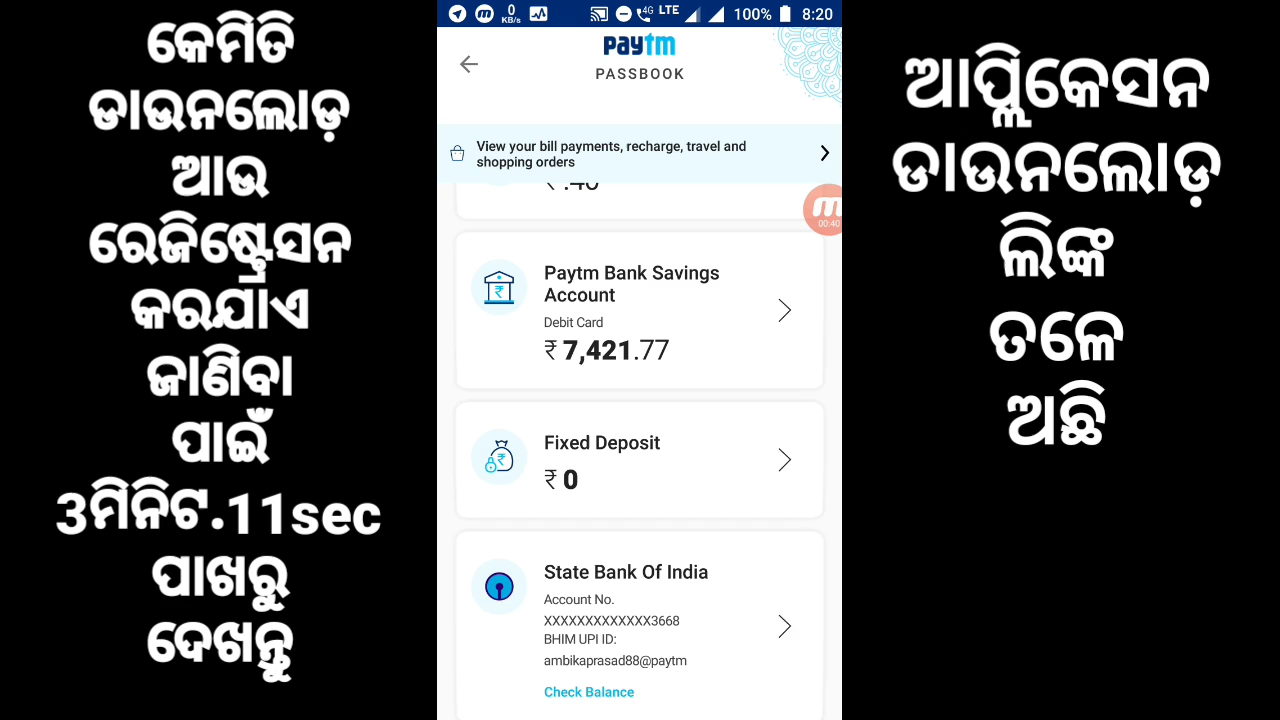 କେମିତି
ଡାଉନଲୋଡ଼
ଆଉ
ରେଜିଷ୍ଟ୍ରେସନ
କରଯାଏ
ଜାଣିବା
ପାଇଁ
3ମିନିଟ.11sec
ପାଖରୁ
ଦେଖନ୍ତୁ
0
KB/s
4G
LTE
100%
8:20
paytm
PASSBOOK
View your bill payments, recharge, travel and
shopping orders
00:40
Paytm Bank Savings
Account
Debit Card
₹ 7,421.77
Fixed Deposit
₹ 0
State Bank Of India
Account No.
XXXXXXXXXXXXX3668
BHIM UPI ID:
ambikaprasad88@paytm
Check Balance
ଆପ୍ଲିକେସନ
ଡାଉନଲୋଡ଼
ଲିଙ୍କ
ତଳେ
ଅଛି